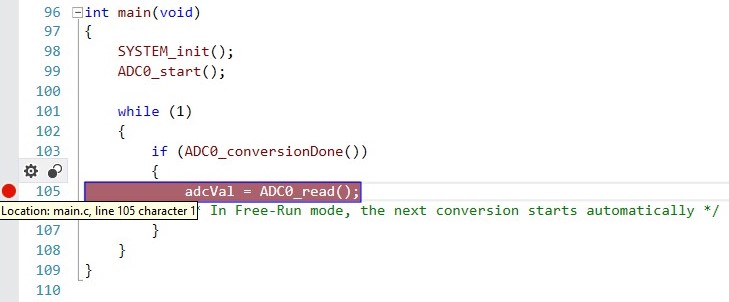 96 int main(void)
97 {
98 SYSTEM_init();
99 ADC0_start();
100
101 while (1)
102 {
103 if (ADC0_conversionDone())
{
105 adcVal = ADC0_read();
Location: main.c, line 105 character 1 * In Free-Run mode, the next conversion starts automatically */
107 }
108 }
109 }
110